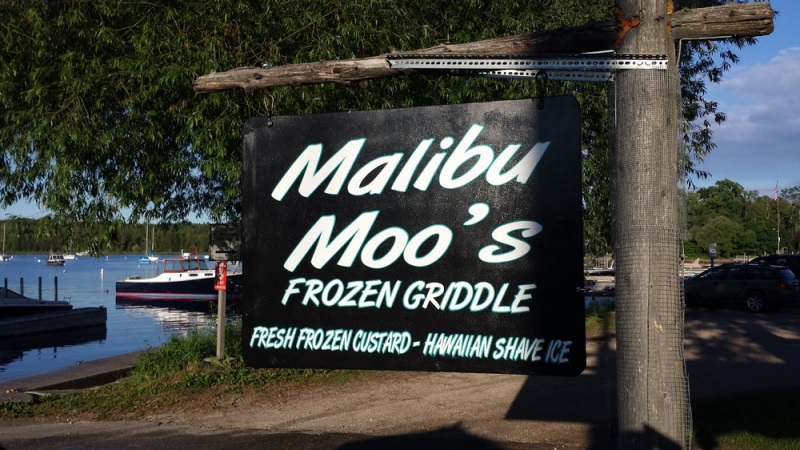 Malibu
Moo's
FROZEN GRIDDLE
FRESH FROZEN CUSTARD - HAWAIIAN SHAVE ICE